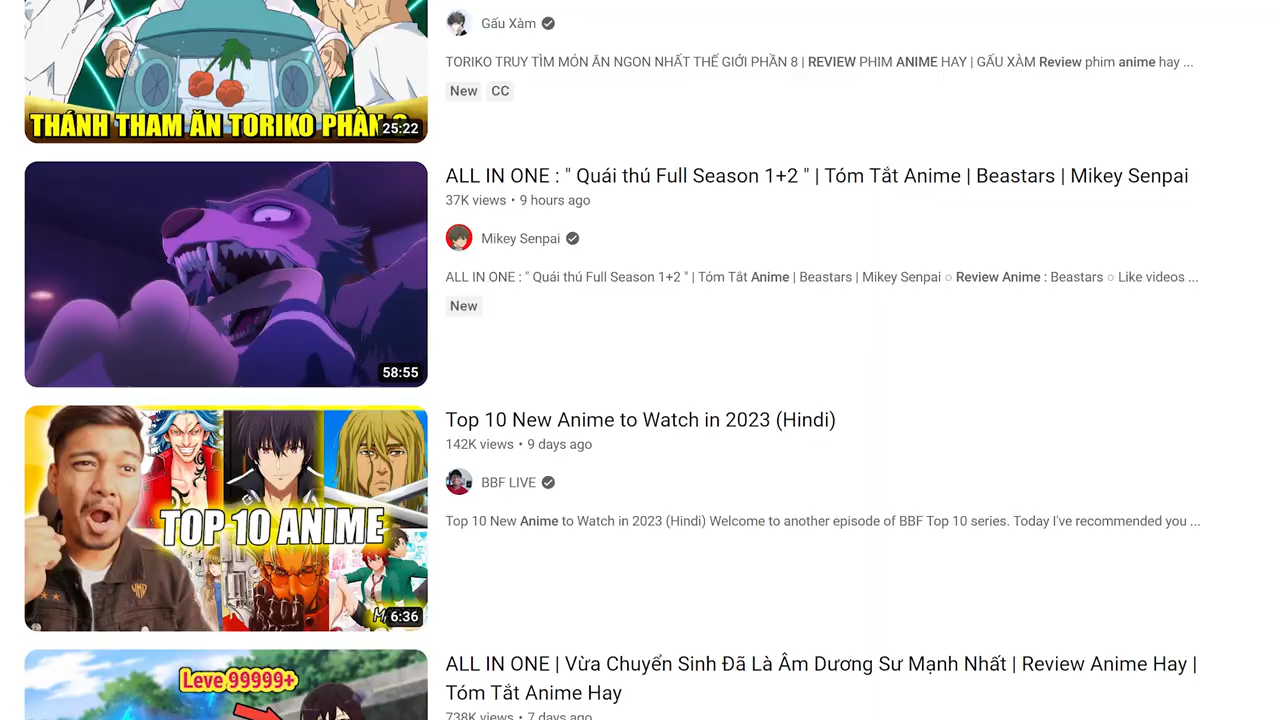 Gấu Xàm
TORIKO TRUY TÌM MÓN ĂN NGON NHẤT THẾ GIỚI PHẦN 8 | REVIEW PHIM ANIME HAY | GẤU XÀM Review phim anime hay ...
New CC
THÁNH THAM ĂN TORIKO PHẦN
25:22
ALL IN ONE : " Quái thú Full Season 1+2 " | Tóm Tắt Anime | Beastars | Mikey Senpai
37K views • 9 hours ago
Mikey Senpai
ALL IN ONE : " Quái thú Full Season 1+2 " | Tóm Tắt Anime | Beastars | Mikey Senpai ○ Review Anime : Beastars ○ Like videos ...
New
58:55
Top 10 New Anime to Watch in 2023 (Hindi)
142K views • 9 days ago
BBF LIVE
Top 10 New Anime to Watch in 2023 (Hindi) Welcome to another episode of BBF Top 10 series. Today I've recommended you ...
TOP 10 ANIME
6:36
ALL IN ONE | Vừa Chuyển Sinh Đã Là Âm Dương Sư Mạnh Nhất | Review Anime Hay |
Tóm Tắt Anime Hay
738K views • 7 days ago
Leve 99999+